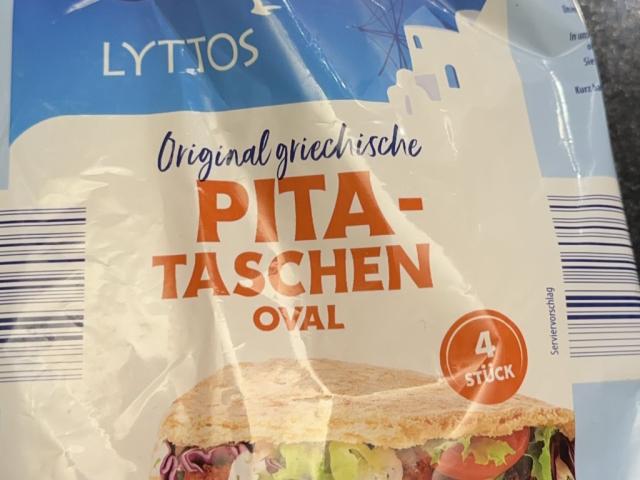 LYTTOS
Original griechische
PITA-
TASCHEN
OVAL
4
STÜCK
Serviervorschlag